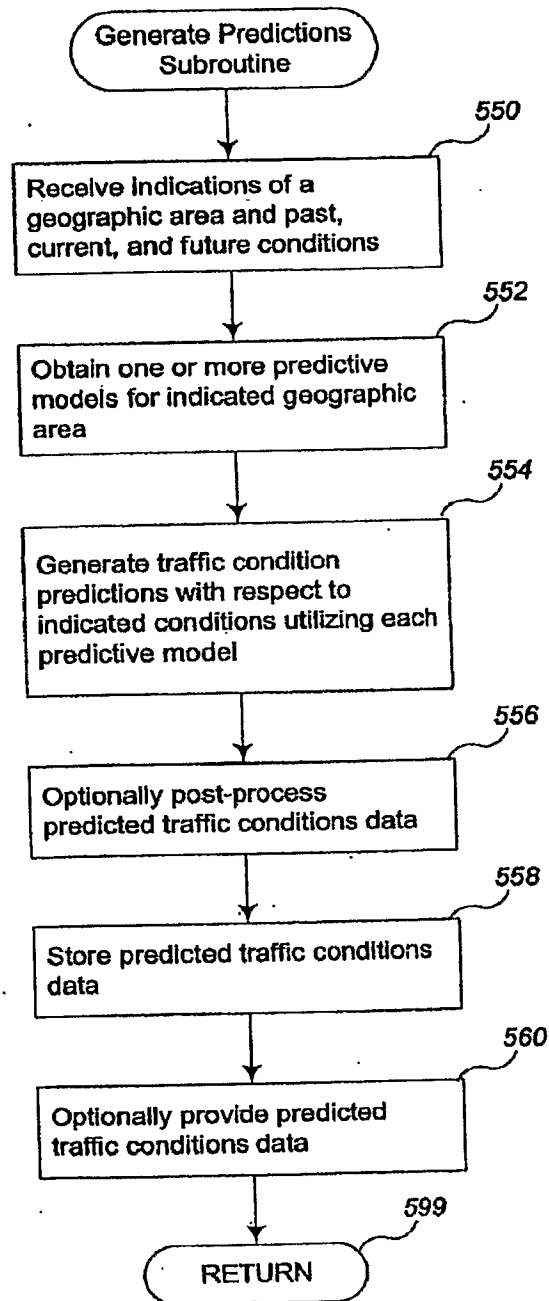 Generate Predictions
Subroutine
550
Receive indications of a
geographic area and past,
current, and future conditions
552
Obtain one or more predictive
models for indicated geographic
area
554
Generate traffic condition
predictions with respect to
indicated conditions utilizing each
predictive model
556
Optionally post-process
predicted traffic conditions data
558
Store predicted traffic conditions
data
560
Optionally provide predicted
traffic conditions data
599
RETURN